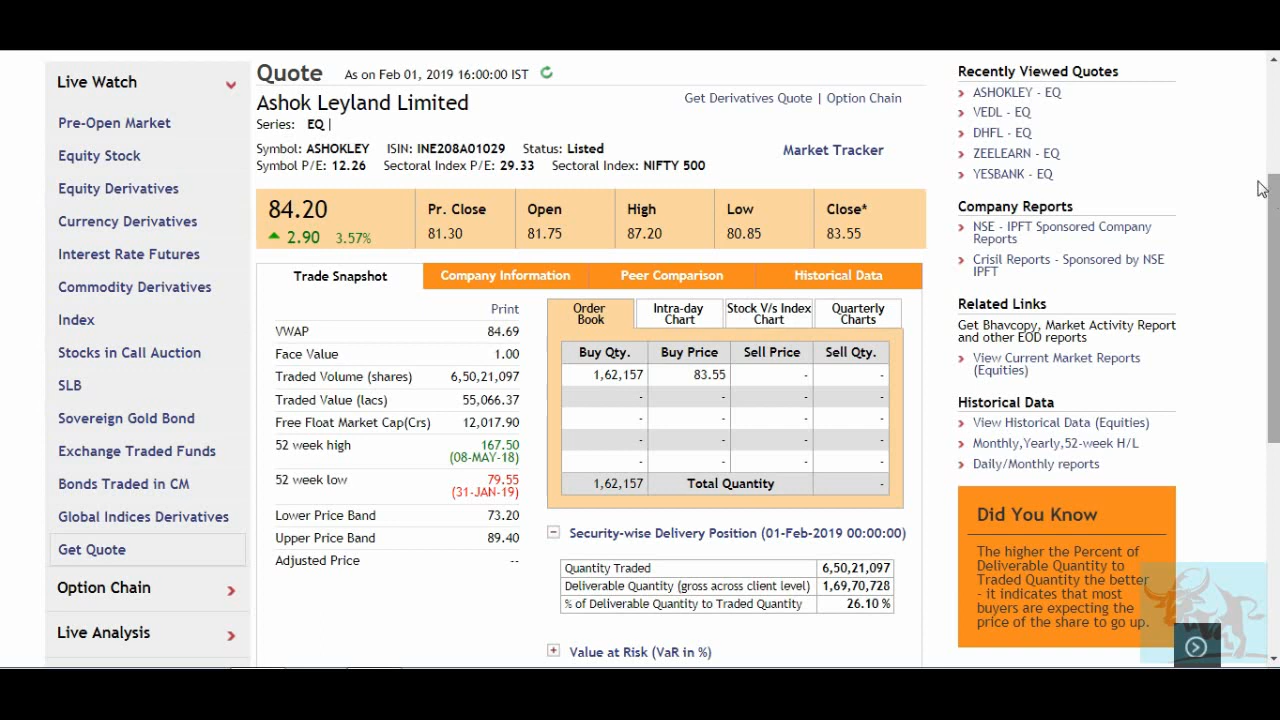 Live Watch
Pre-Open Market
Equity Stock
Equity Derivatives
Currency Derivatives
Interest Rate Futures
Commodity Derivatives
Index
Stocks in Call Auction
SLB
Sovereign Gold Bond
Exchange Traded Funds
Bonds Traded in CM
Global Indices Derivatives
Get Quote
Option Chain
Live Analysis
Quote As on Feb 01, 2019 16:00:00 IST
Ashok Leyland Limited
Get Derivatives Quote | Option Chain
Series: EQ |
Symbol: ASHOKLEY ISIN: INE208A01029 Status: Listed
Symbol P/E: 12.26 Sectoral Index P/E: 29.33 Sectoral Index: NIFTY 500
Market Tracker
84.20 Pr. Close Open High Low Close*
2.90 3.57% 81.30 81.75 87.20 80.85 83.55
Trade Snapshot Company Information Peer Comparison Historical Data
Print
VWAP 84.69
Face Value 1.00
Traded Volume (shares) 6,50,21,097
Traded Value (lacs) 55,066.37
Free Float Market Cap(Crs) 12,017.90
52 week high 167.50
(08-MAY-18)
52 week low 79.55
(31-JAN-19)
Lower Price Band 73.20
Upper Price Band 89.40
Adjusted Price --
Order Intra-day Stock V/s Index Quarterly
Book Chart Chart Charts
Buy Qty. Buy Price Sell Price Sell Qty.
1,62,157 83.55 - -
- - - -
- - - -
- - - -
- - - -
1,62,157 Total Quantity -
Security-wise Delivery Position (01-Feb-2019 00:00:00)
Quantity Traded 6,50,21,097
Deliverable Quantity (gross across client level) 1,69,70,728
% of Deliverable Quantity to Traded Quantity 26.10 %
Value at Risk (VaR in %)
Recently Viewed Quotes
ASHOKLEY - EQ
VEDL - EQ
DHFL - EQ
ZEELEARN - EQ
YESBANK - EQ
Company Reports
NSE - IPFT Sponsored Company
Reports
Crisil Reports - Sponsored by NSE
IPFT
Related Links
Get Bhavcopy, Market Activity Report
and other EOD reports
View Current Market Reports
(Equities)
Historical Data
View Historical Data (Equities)
Monthly,Yearly,52-week H/L
Daily/Monthly reports
Did You Know
The higher the Percent of
Deliverable Quantity to
Traded Quantity the better
- it indicates that most
buyers are expecting the
price of the share to go up.